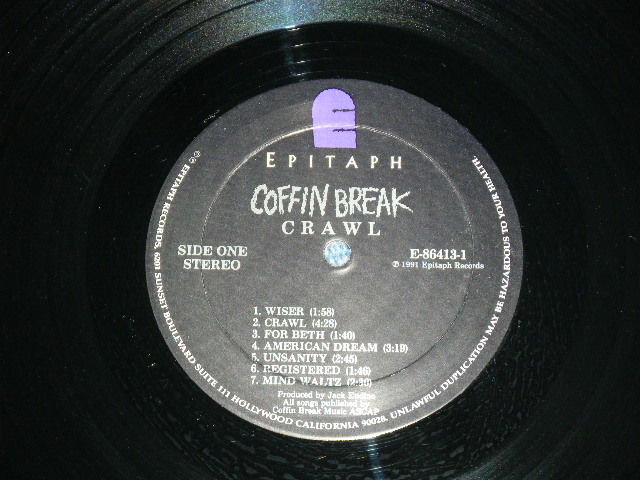 E
EPITAPH
COFFIN BREAK
CRAWL
SIDE ONE
STEREO
E-86413-1
℗ 1991 Epitaph Records
1. WISER (1:58)
2. CRAWL (4:28)
3. FOR BETH (1:40)
4. AMERICAN DREAM (3:19)
5. UNSANITY (2:45)
6. REGISTERED (1:46)
7. MIND WALTZ (2:30)
Produced by Jack Endino
All songs published by
Coffin Break Music ASCAP
℗© EPITAPH RECORDS, 6201 SUNSET BOULEVARD SUITE 111 HOLLYWOOD CALIFORNIA 90028. UNLAWFUL DUPLICATION MAY BE HAZARDOUS TO YOUR HEALTH.